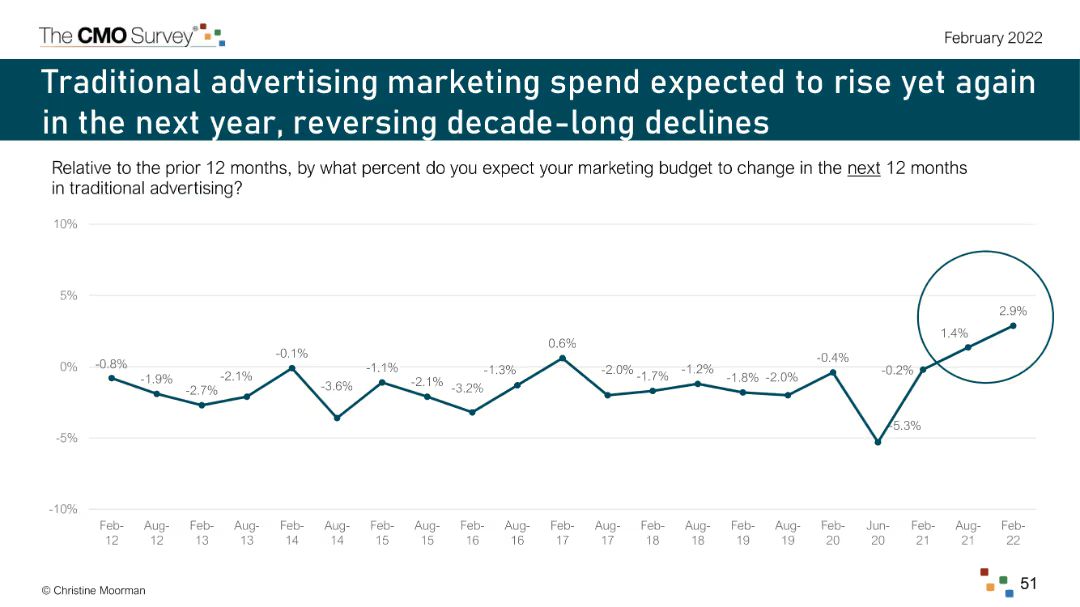 The CMO Survey®
February 2022
Traditional advertising marketing spend expected to rise yet again
in the next year, reversing decade-long declines
Relative to the prior 12 months, by what percent do you expect your marketing budget to change in the next 12 months
in traditional advertising?
10%
5%
0%
-5%
-10%
-0.8%
-1.9%
-2.7%
-2.1%
-0.1%
-3.6%
-1.1%
-2.1%
-3.2%
-1.3%
0.6%
-2.0%
-1.7%
-1.2%
-1.8%
-2.0%
-0.4%
-5.3%
-0.2%
1.4%
2.9%
Feb-12
Aug-12
Feb-13
Aug-13
Feb-14
Aug-14
Feb-15
Aug-15
Feb-16
Aug-16
Feb-17
Aug-17
Feb-18
Aug-18
Feb-19
Aug-19
Feb-20
Jun-20
Feb-21
Aug-21
Feb-22
© Christine Moorman
51